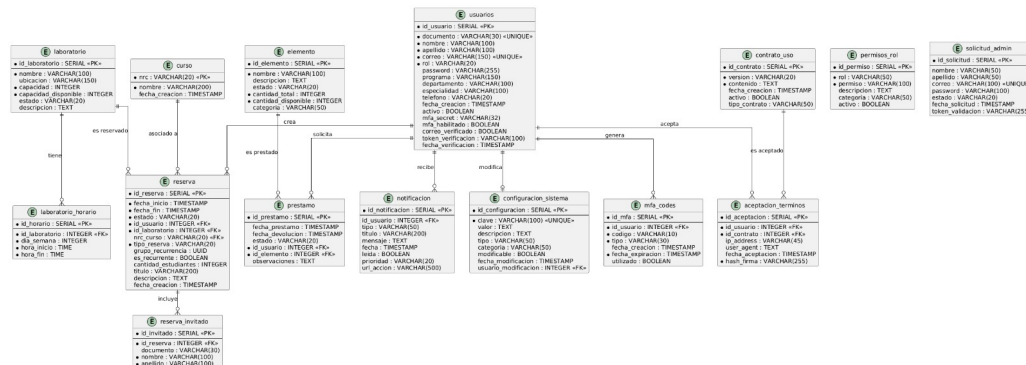 usuarios
id_usuario : SERIAL «PK»
documento : VARCHAR(30) «UNIQUE»
nombre : VARCHAR(100)
apellido : VARCHAR(100)
correo : VARCHAR(150) «UNIQUE»
rol : VARCHAR(20)
password : VARCHAR(255)
programa : VARCHAR(150)
departamento : VARCHAR(100)
especialidad : VARCHAR(100)
telefono : VARCHAR(20)
fecha_creacion : TIMESTAMP
activo : BOOLEAN
mfa_secret : VARCHAR(32)
mfa_habilitado : BOOLEAN
correo_verificado : BOOLEAN
token_verificacion : VARCHAR(100)
fecha_verificacion : TIMESTAMP
laboratorio
id_laboratorio : SERIAL «PK»
nombre : VARCHAR(100)
ubicacion : VARCHAR(150)
capacidad : INTEGER
capacidad_disponible : INTEGER
estado : VARCHAR(20)
descripcion : TEXT
curso
nrc : VARCHAR(20) «PK»
nombre : VARCHAR(200)
fecha_creacion : TIMESTAMP
elemento
id_elemento : SERIAL «PK»
nombre : VARCHAR(100)
descripcion : TEXT
estado : VARCHAR(20)
cantidad_total : INTEGER
cantidad_disponible : INTEGER
categoria : VARCHAR(50)
contrato_uso
id_contrato : SERIAL «PK»
version : VARCHAR(20)
contenido : TEXT
fecha_creacion : TIMESTAMP
activo : BOOLEAN
tipo_contrato : VARCHAR(50)
permisos_rol
id_permiso : SERIAL «PK»
rol : VARCHAR(50)
permiso : VARCHAR(100)
descripcion : TEXT
categoria : VARCHAR(50)
activo : BOOLEAN
solicitud_admin
id_solicitud : SERIAL «PK»
nombre : VARCHAR(50)
apellido : VARCHAR(50)
correo : VARCHAR(100) «UNIQUE»
password : VARCHAR(100)
estado : VARCHAR(20)
fecha_solicitud : TIMESTAMP
token_validacion : VARCHAR(255)
es reservado
asociado a
crea
solicita
es prestado
tiene
recibe
modifica
genera
acepta
es aceptado
laboratorio_horario
id_horario : SERIAL «PK»
id_laboratorio : INTEGER «FK»
dia_semana : INTEGER
hora_inicio : TIME
hora_fin : TIME
reserva
id_reserva : SERIAL «PK»
fecha_inicio : TIMESTAMP
fecha_fin : TIMESTAMP
estado : VARCHAR(20)
id_usuario : INTEGER «FK»
id_laboratorio : INTEGER «FK»
nrc_curso : VARCHAR(20) «FK»
tipo_reserva : VARCHAR(20)
grupo_recurrencia : UUID
es_recurrente : BOOLEAN
cantidad_estudiantes : INTEGER
titulo : VARCHAR(200)
descripcion : TEXT
fecha_creacion : TIMESTAMP
prestamo
id_prestamo : SERIAL «PK»
fecha_prestamo : TIMESTAMP
fecha_devolucion : TIMESTAMP
estado : VARCHAR(20)
id_usuario : INTEGER «FK»
id_elemento : INTEGER «FK»
observaciones : TEXT
notificacion
id_notificacion : SERIAL «PK»
id_usuario : INTEGER «FK»
tipo : VARCHAR(50)
titulo : VARCHAR(200)
mensaje : TEXT
fecha : TIMESTAMP
leida : BOOLEAN
prioridad : VARCHAR(20)
url_accion : VARCHAR(500)
configuracion_sistema
id_configuracion : SERIAL «PK»
clave : VARCHAR(100) «UNIQUE»
valor : TEXT
descripcion : TEXT
tipo : VARCHAR(50)
categoria : VARCHAR(50)
modificable : BOOLEAN
fecha_modificacion : TIMESTAMP
usuario_modificacion : INTEGER «FK»
mfa_codes
id_mfa : SERIAL «PK»
id_usuario : INTEGER «FK»
codigo : VARCHAR(10)
tipo : VARCHAR(30)
fecha_creacion : TIMESTAMP
fecha_expiracion : TIMESTAMP
utilizado : BOOLEAN
aceptacion_terminos
id_aceptacion : SERIAL «PK»
id_usuario : INTEGER «FK»
id_contrato : INTEGER «FK»
ip_address : VARCHAR(45)
user_agent : TEXT
fecha_aceptacion : TIMESTAMP
hash_firma : VARCHAR(255)
incluye
reserva_invitado
id_invitado : SERIAL «PK»
id_reserva : INTEGER «FK»
documento : VARCHAR(30)
nombre : VARCHAR(100)
apellido : VARCHAR(100)